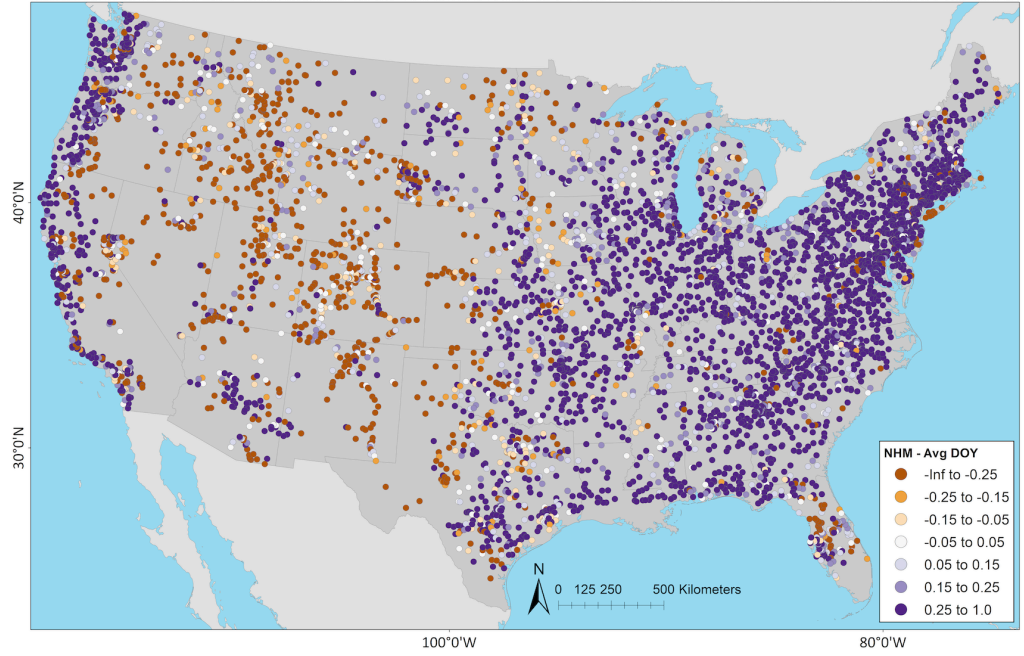 40°0'N
30°0'N
NHM - Avg DOY
-Inf to -0.25
-0.25 to -0.15
-0.15 to -0.05
-0.05 to 0.05
0.05 to 0.15
0.15 to 0.25
0.25 to 1.0
N
0 125 250 500 Kilometers
100°0'W 80°0'W